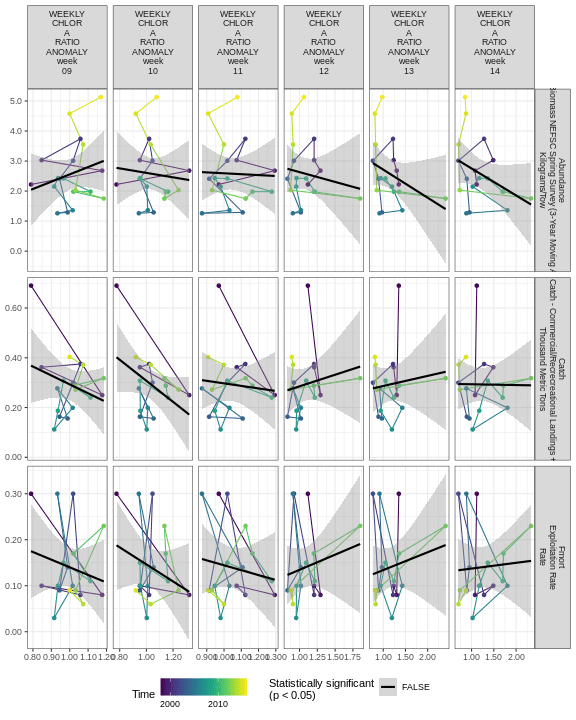 WEEKLY
CHLOR
A
RATIO
ANOMALY
week
09
WEEKLY
CHLOR
A
RATIO
ANOMALY
week
10
WEEKLY
CHLOR
A
RATIO
ANOMALY
week
11
WEEKLY
CHLOR
A
RATIO
ANOMALY
week
12
WEEKLY
CHLOR
A
RATIO
ANOMALY
week
13
WEEKLY
CHLOR
A
RATIO
ANOMALY
week
14
5.0
4.0
3.0
2.0
1.0
0.0
Abundance
NEFSC Spring Survey (3-Year Moving
Kilograms/Tow
0.60
0.40
0.20
0.00
Catch
Catch - Commercial/Recreational Landings +
Thousand Metric Tons
0.30
0.20
0.10
0.00
Fmort
Exploitation Rate
Rate
0.80 0.90 1.00 1.10 1.20
0.80 1.00 1.20
0.90 1.00 1.10 1.20 1.30
1.00 1.25 1.50 1.75
1.00 1.50 2.00
1.00 1.50 2.00
Time
2000 2010
Statistically significant
(p < 0.05)
FALSE